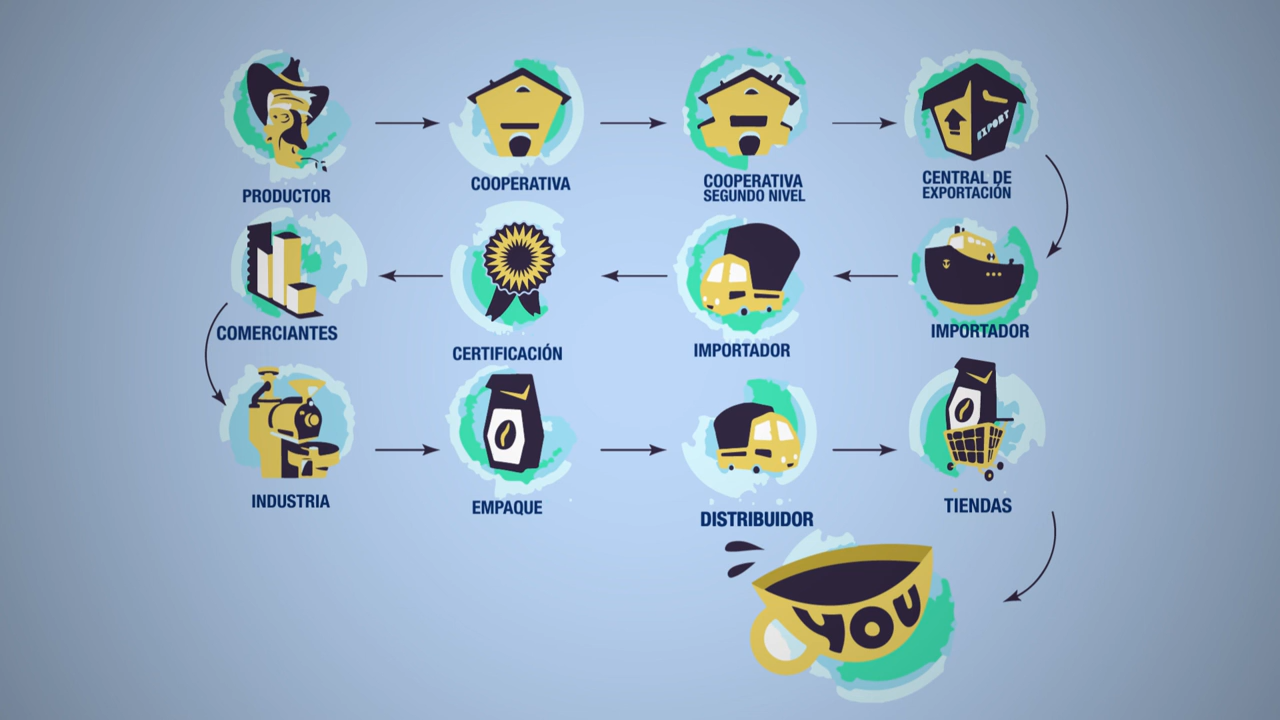 EXPORT
PRODUCTOR
COOPERATIVA
COOPERATIVA
SEGUNDO NIVEL
CENTRAL DE
EXPORTACIÓN
COMERCIANTES
CERTIFICACIÓN
IMPORTADOR
IMPORTADOR
INDUSTRIA
EMPAQUE
DISTRIBUIDOR
TIENDAS
YOU